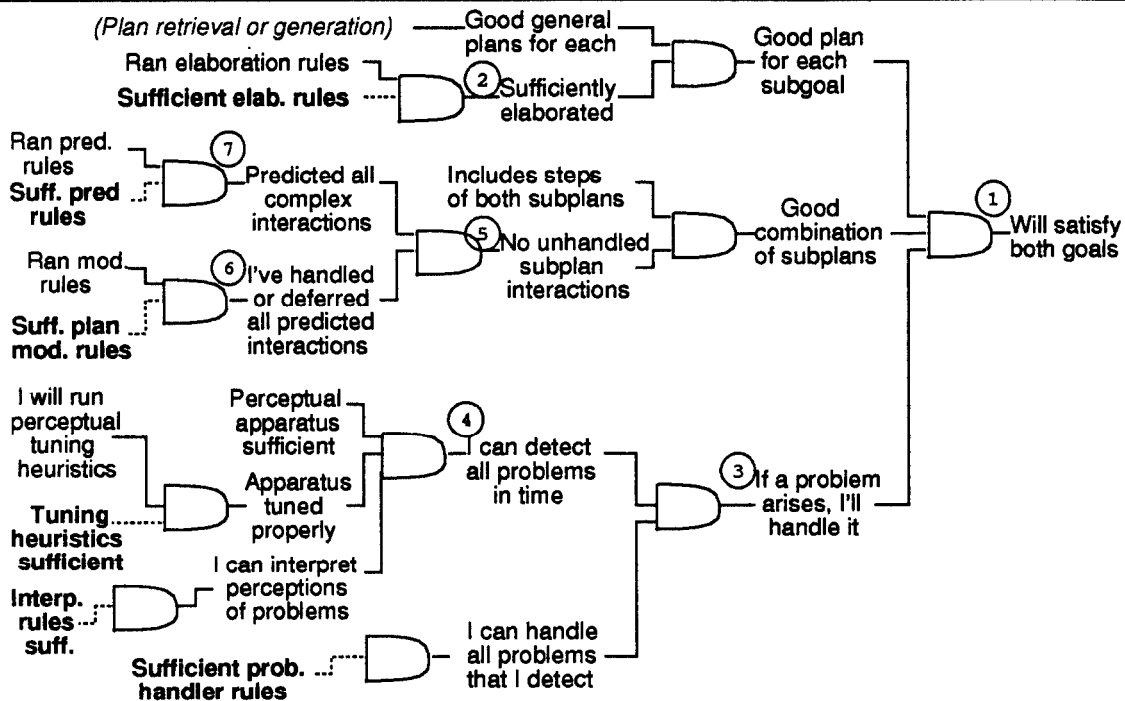 (Plan retrieval or generation)
Good general
plans for each
Good plan
for each
subgoal
Ran elaboration rules
Sufficient elab. rules
2
Sufficiently
elaborated
Ran pred.
rules
Suff. pred
rules
7
Predicted all
complex
interactions
Includes steps
of both subplans
5
No unhandled
subplan
interactions
Good
combination
of subplans
1
Will satisfy
both goals
Ran mod
rules
Suff. plan
mod. rules
6
I've handled
or deferred
all predicted
interactions
I will run
perceptual
tuning
heuristics
Tuning
heuristics
sufficient
Perceptual
apparatus
sufficient
Apparatus
tuned
properly
4
I can detect
all problems
in time
3
If a problem
arises, I'll
handle it
Interp.
rules
suff.
I can interpret
perceptions
of problems
Sufficient prob.
handler rules
I can handle
all problems
that I detect